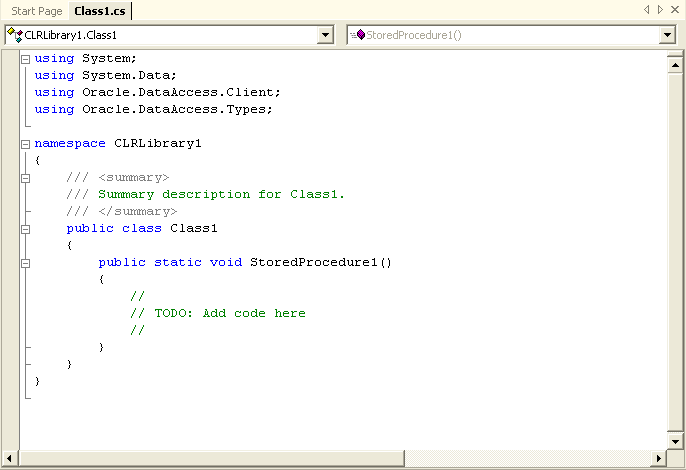 Start Page Class1.cs
CLRLibrary1.Class1 StoredProcedure1()
using System;
using System.Data;
using Oracle.DataAccess.Client;
using Oracle.DataAccess.Types;
namespace CLRLibrary1
{
/// <summary>
/// Summary description for Class1.
/// </summary>
public class Class1
{
public static void StoredProcedure1()
{
//
// TODO: Add code here
//
}
}
}